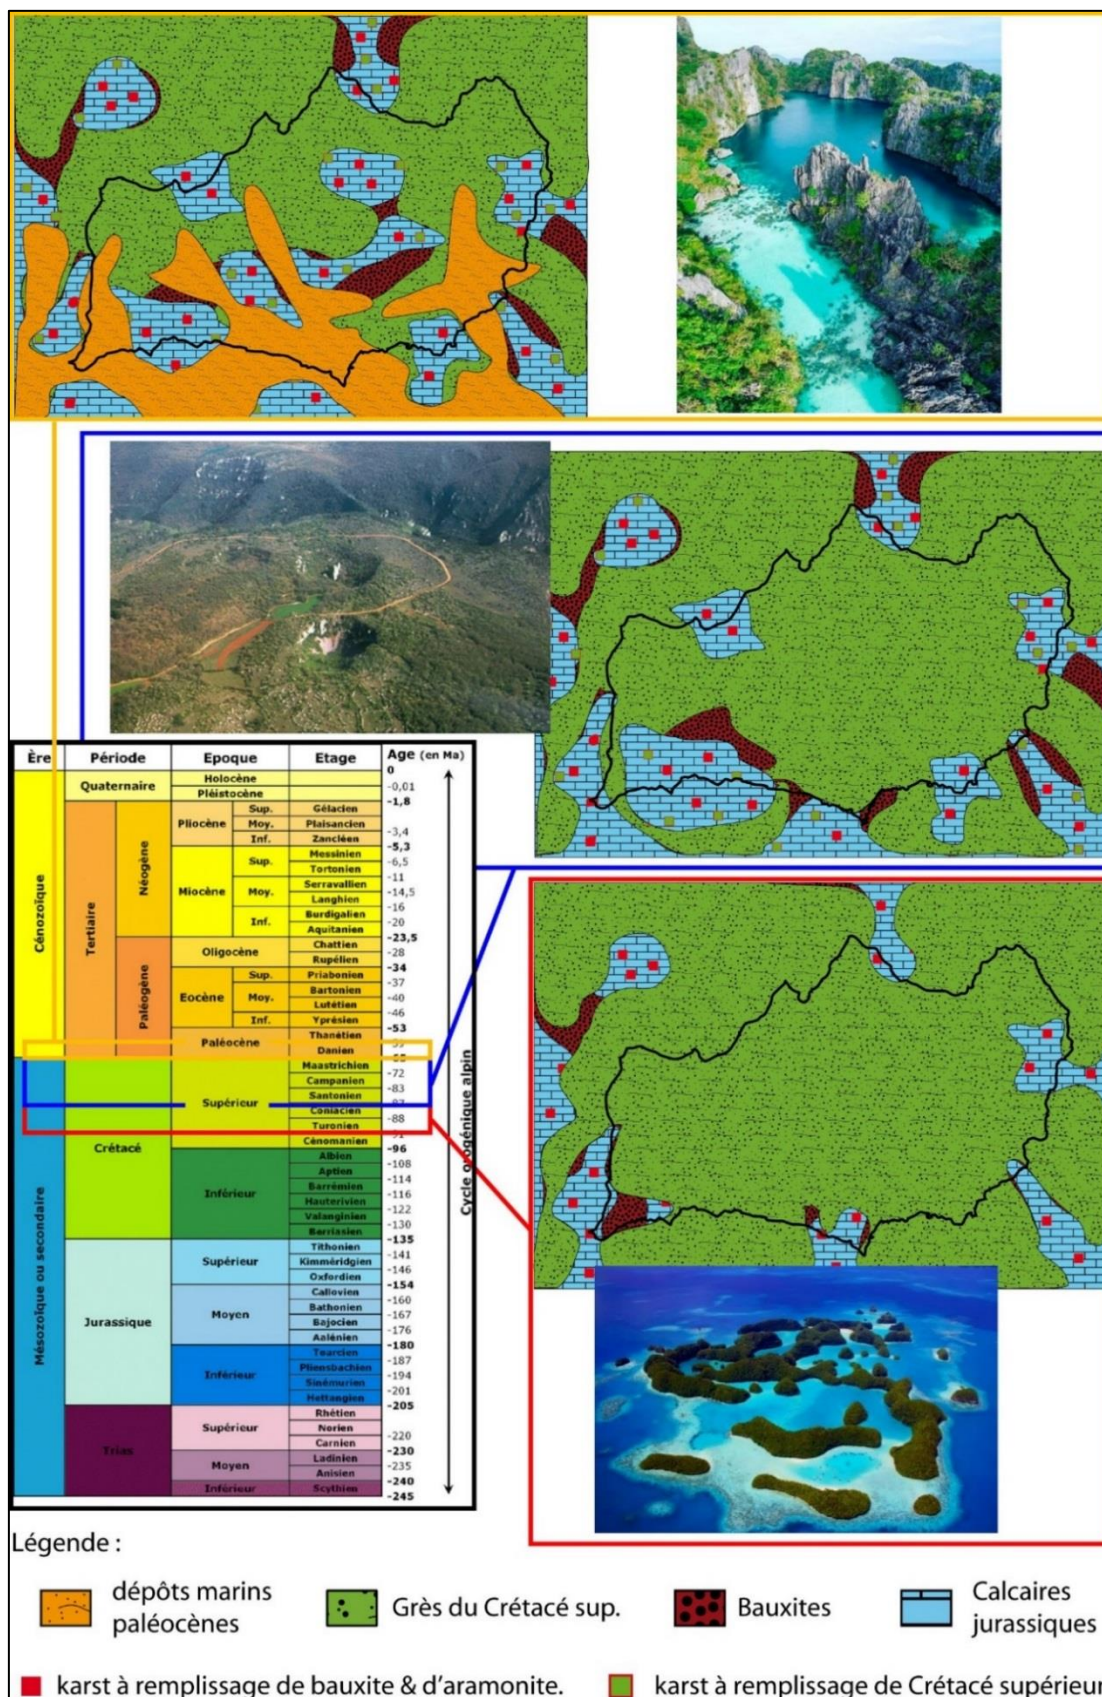 Ère Période Epoque Etage Age (en Ma)
0
Holocène
-0,01
Quaternaire
Pléistocène
-1,8
Sup. Gélacien
Pliocène Moy. Plaisancien
-3,4
Inf. Zancléen
-5,3
Messinien
Sup. -6,5
Tortonien
-11
Néogène
Serravallien
Miocène Moy. -14,5
Langhien
-16
Burdigalien
Inf. -20
Aquitanien
-23,5
Cénozoïque
Tertiaire
Chattien
Oligocène -28
Rupélien
-34
Sup. Priabonien
-37
Paléogène
Bartonien
Eocène Moy. -40
Lutétien
-46
Inf. Yprésien
-53
Thanétien
Paléocène
Danien
Maastrichien
-72
Campanien
-83
Santonien
Supérieur
Coniacien
-88
Turonien
Cénomanien
-96
Crétacé
Albien
-108
Aptien
-114
Barrémien
Inférieur -116
Hauterivien
-122
Valanginien
-130
Berriasien
-135
Tithonien
-141
Supérieur Kimméridgien
-146
Oxfordien
-154
Callovien
-160
Bathonien
Moyen -167
Bajocien
-176
Jurassique
Aalénien
-180
Toarcien
-187
Pliensbachien
Inférieur -194
Sinémurien
-201
Hettangien
-205
Rhétien
Supérieur Norien
-220
Carnien
-230
Trias
Ladinien
Moyen -235
Anisien
-240
Inférieur Scythien
-245
Mésozoïque ou secondaire
Cycle orogénique alpin
Légende :
dépôts marins
paléocènes
Grès du Crétacé sup.
Bauxites
Calcaires
jurassiques
karst à remplissage de bauxite & d'aramonite.
karst à remplissage de Crétacé supérieur